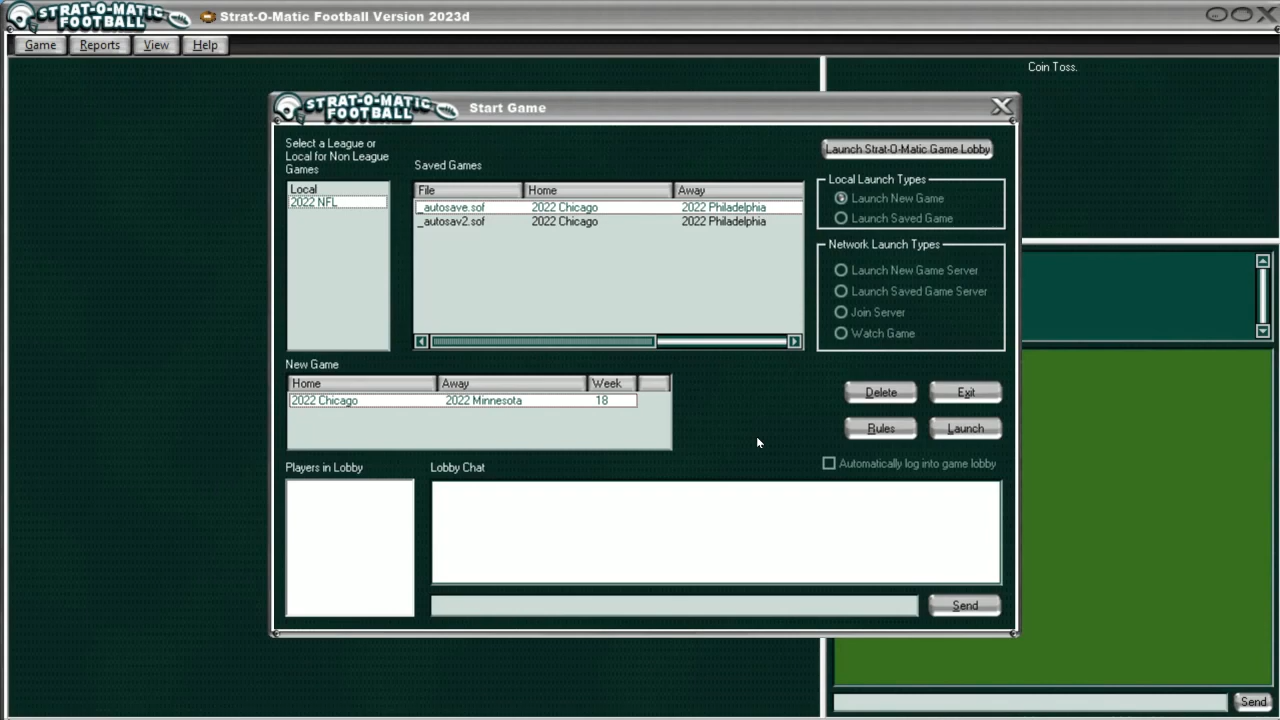 STRAT-O-MATIC FOOTBALL Strat-O-Matic Football Version 2023d
Game Reports View Help
Coin Toss.
STRAT-O-MATIC FOOTBALL Start Game
Select a League or
Local for Non League
Games
Local
2022 NFL
Saved Games
File Home Away
_autosave.sof 2022 Chicago 2022 Philadelphia
_autosav2.sof 2022 Chicago 2022 Philadelphia
Launch Strat-O-Matic Game Lobby
Local Launch Types
Launch New Game
Launch Saved Game
Network Launch Types
Launch New Game Server
Launch Saved Game Server
Join Server
Watch Game
New Game
Home Away Week
2022 Chicago 2022 Minnesota 18
Delete Exit
Rules Launch
Automatically log into game lobby
Players in Lobby
Lobby Chat
Send
Send